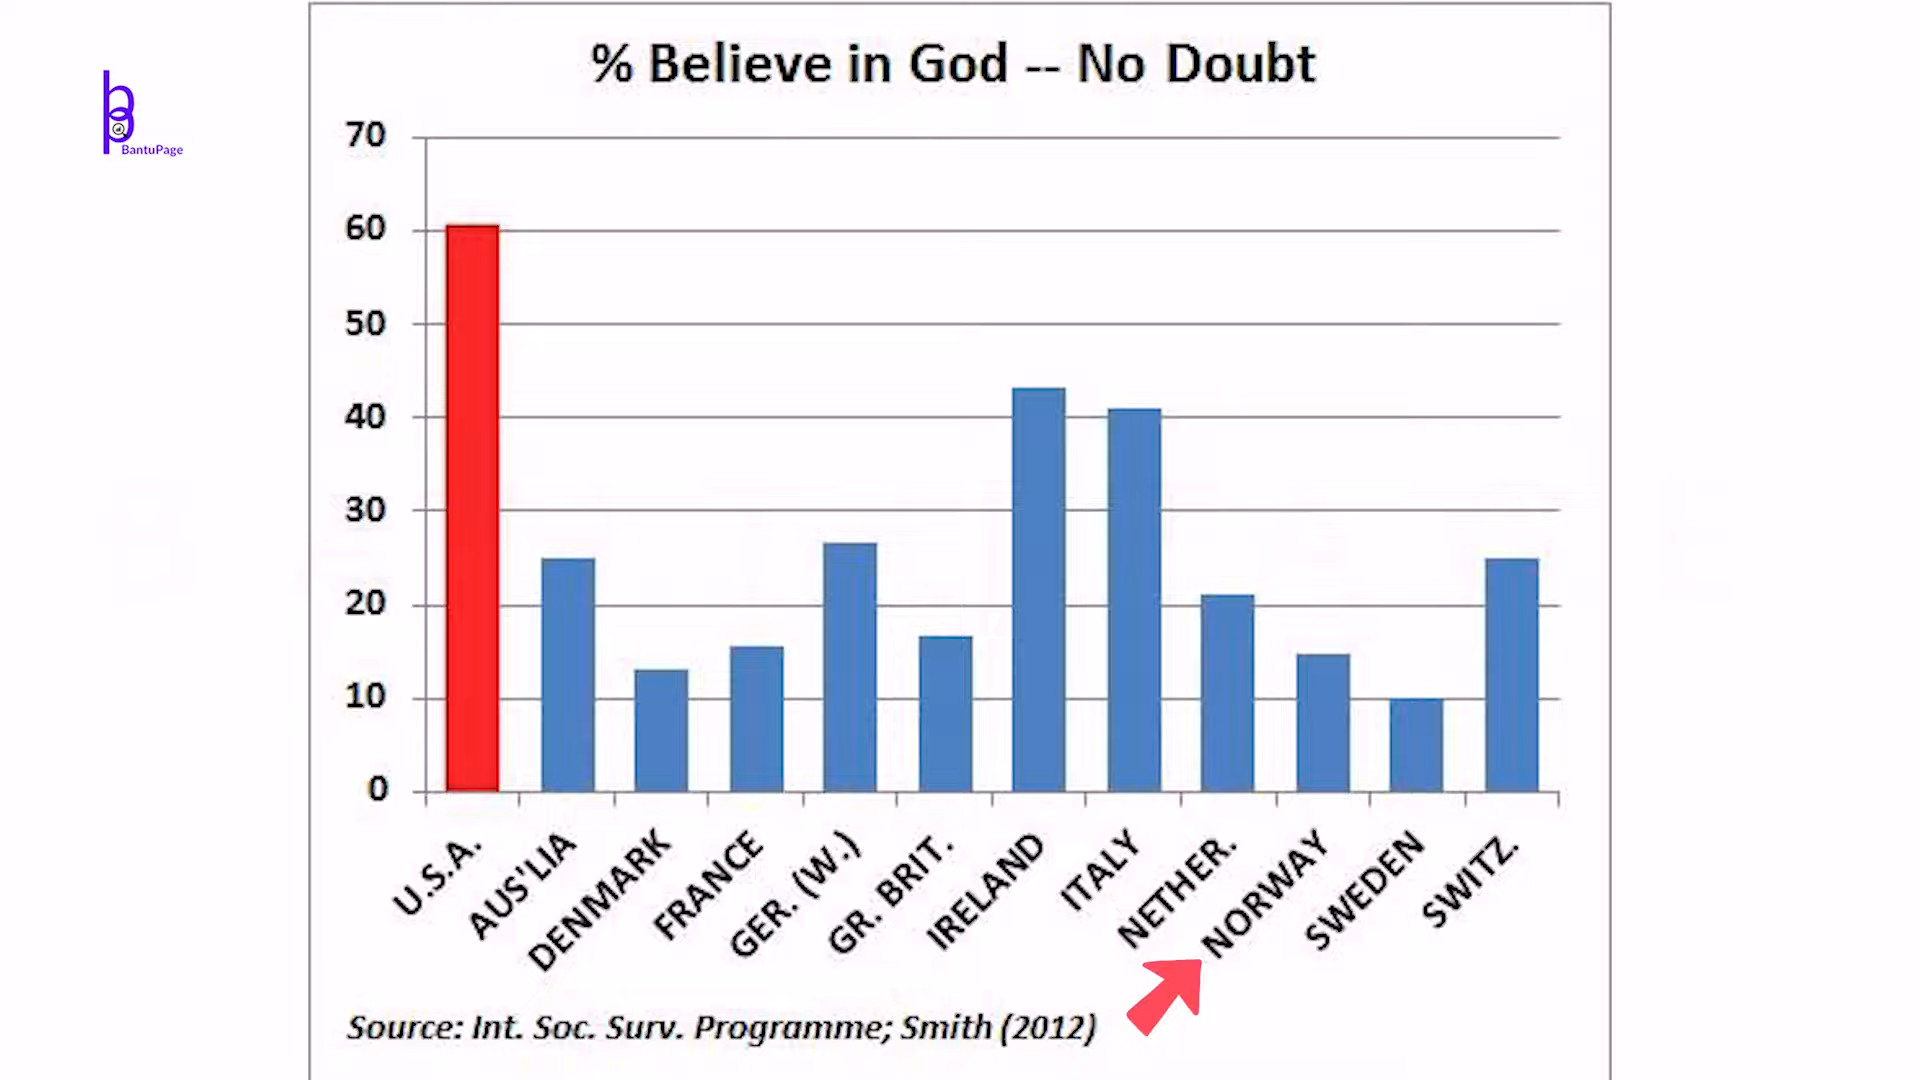 % Believe in God -- No Doubt
BantuPage
70
60
50
40
30
20
10
0
U.S.A.
AUS'LIA
DENMARK
FRANCE
GER. (W.)
GR. BRIT.
IRELAND
ITALY
NETHER.
NORWAY
SWEDEN
SWITZ.
Source: Int. Soc. Surv. Programme; Smith (2012)